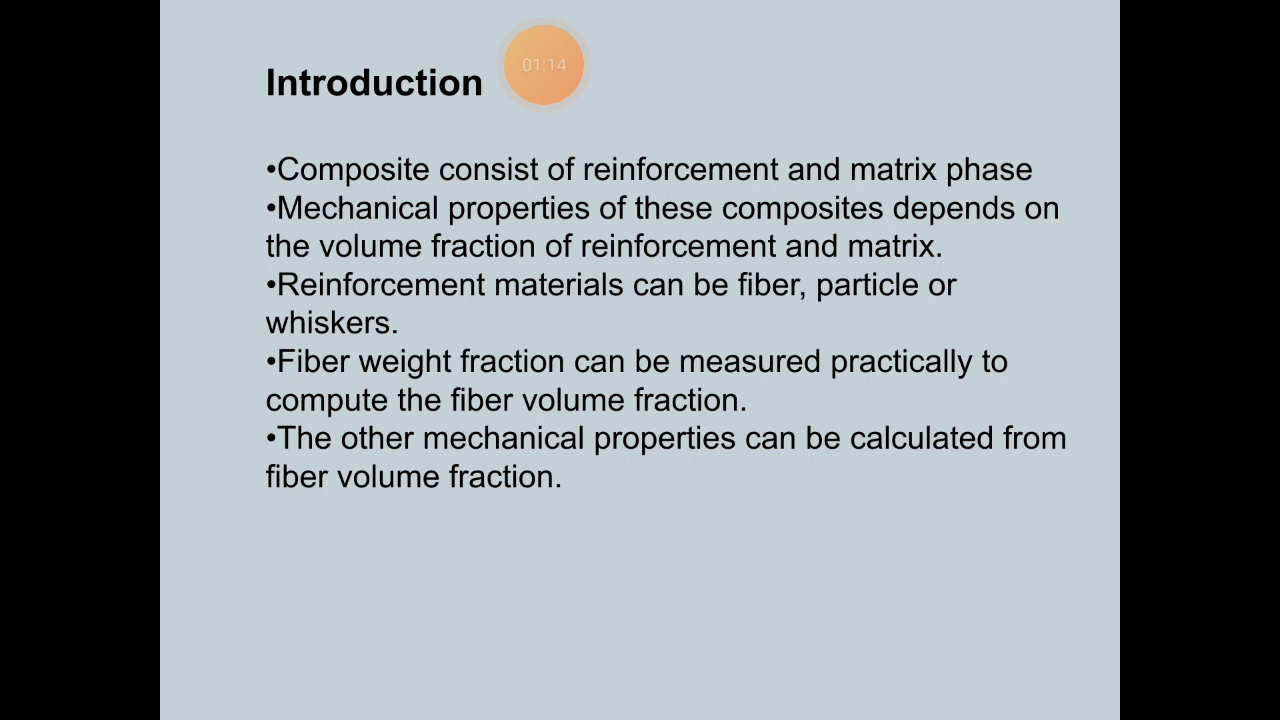 Introduction
01:14
•Composite consist of reinforcement and matrix phase
•Mechanical properties of these composites depends on
the volume fraction of reinforcement and matrix.
•Reinforcement materials can be fiber, particle or
whiskers.
•Fiber weight fraction can be measured practically to
compute the fiber volume fraction.
•The other mechanical properties can be calculated from
fiber volume fraction.